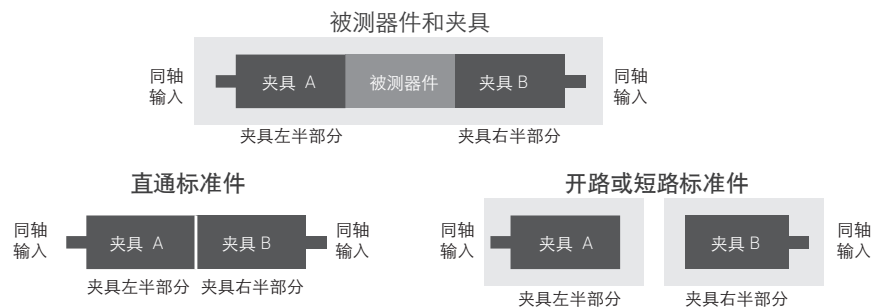 被测器件和夹具
同轴
输入
夹具 A
被测器件
夹具 B
同轴
输入
夹具左半部分
夹具右半部分
直通标准件
同轴
输入
夹具 A
夹具 B
同轴
输入
夹具左半部分
夹具右半部分
开路或短路标准件
同轴
输入
夹具 A
夹具 B
同轴
输入
夹具左半部分
夹具右半部分